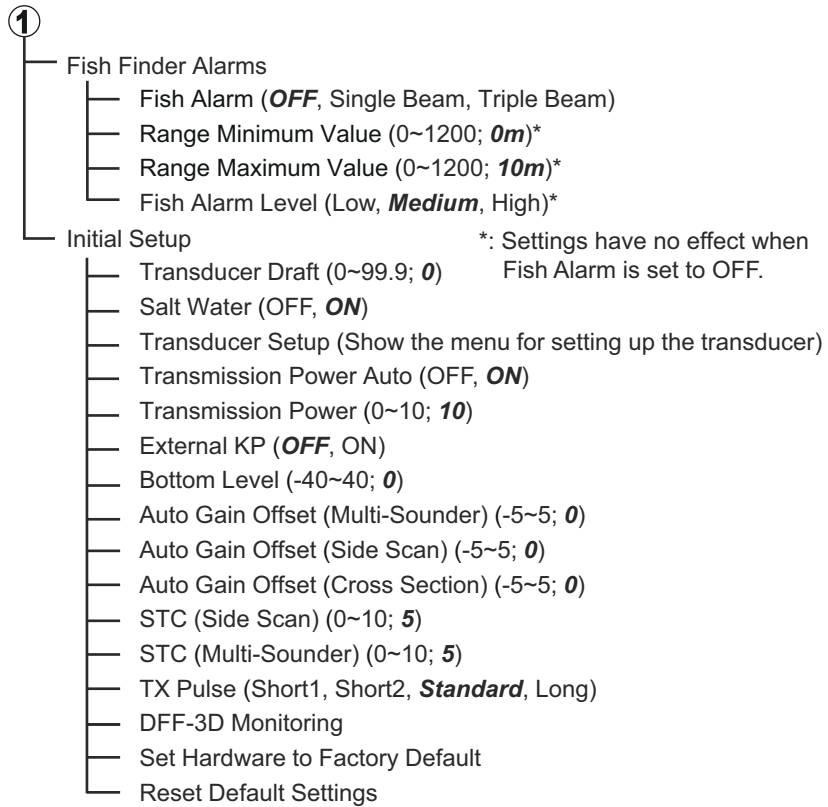 1
Fish Finder Alarms
Fish Alarm (OFF, Single Beam, Triple Beam)
Range Minimum Value (0~1200; 0m)*
Range Maximum Value (0~1200; 10m)*
Fish Alarm Level (Low, Medium, High)*
Initial Setup
*: Settings have no effect when
Fish Alarm is set to OFF.
Transducer Draft (0~99.9; 0)
Salt Water (OFF, ON)
Transducer Setup (Show the menu for setting up the transducer)
Transmission Power Auto (OFF, ON)
Transmission Power (0~10; 10)
External KP (OFF, ON)
Bottom Level (-40~40; 0)
Auto Gain Offset (Multi-Sounder) (-5~5; 0)
Auto Gain Offset (Side Scan) (-5~5; 0)
Auto Gain Offset (Cross Section) (-5~5; 0)
STC (Side Scan) (0~10; 5)
STC (Multi-Sounder) (0~10; 5)
TX Pulse (Short1, Short2, Standard, Long)
DFF-3D Monitoring
Set Hardware to Factory Default
Reset Default Settings